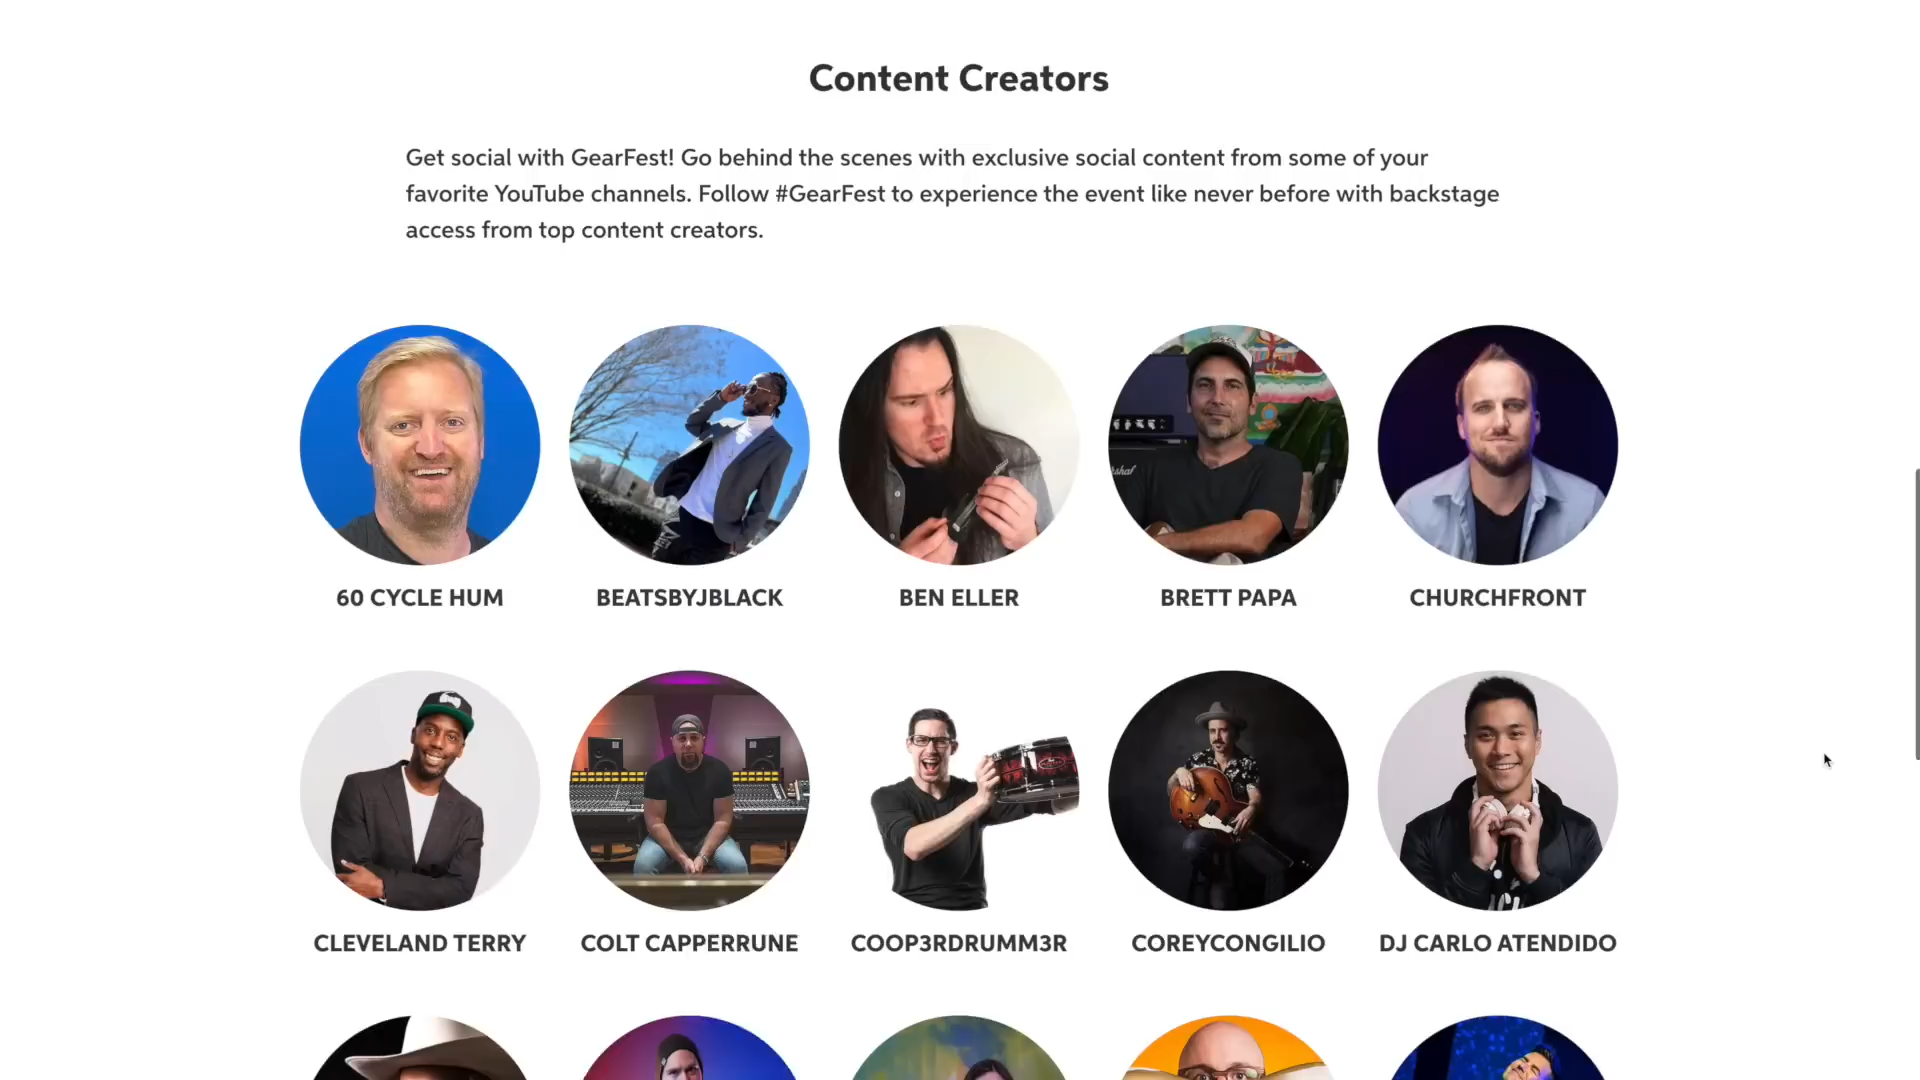 Content Creators
Get social with GearFest! Go behind the scenes with exclusive social content from some of your
favorite YouTube channels. Follow #GearFest to experience the event like never before with backstage
access from top content creators.
60 CYCLE HUM
BEATSBYJBLACK
BEN ELLER
BRETT PAPA
CHURCHFRONT
CLEVELAND TERRY
COLT CAPPERRUNE
COOP3RDRUMM3R
COREYCONGILIO
DJ CARLO ATENDIDO